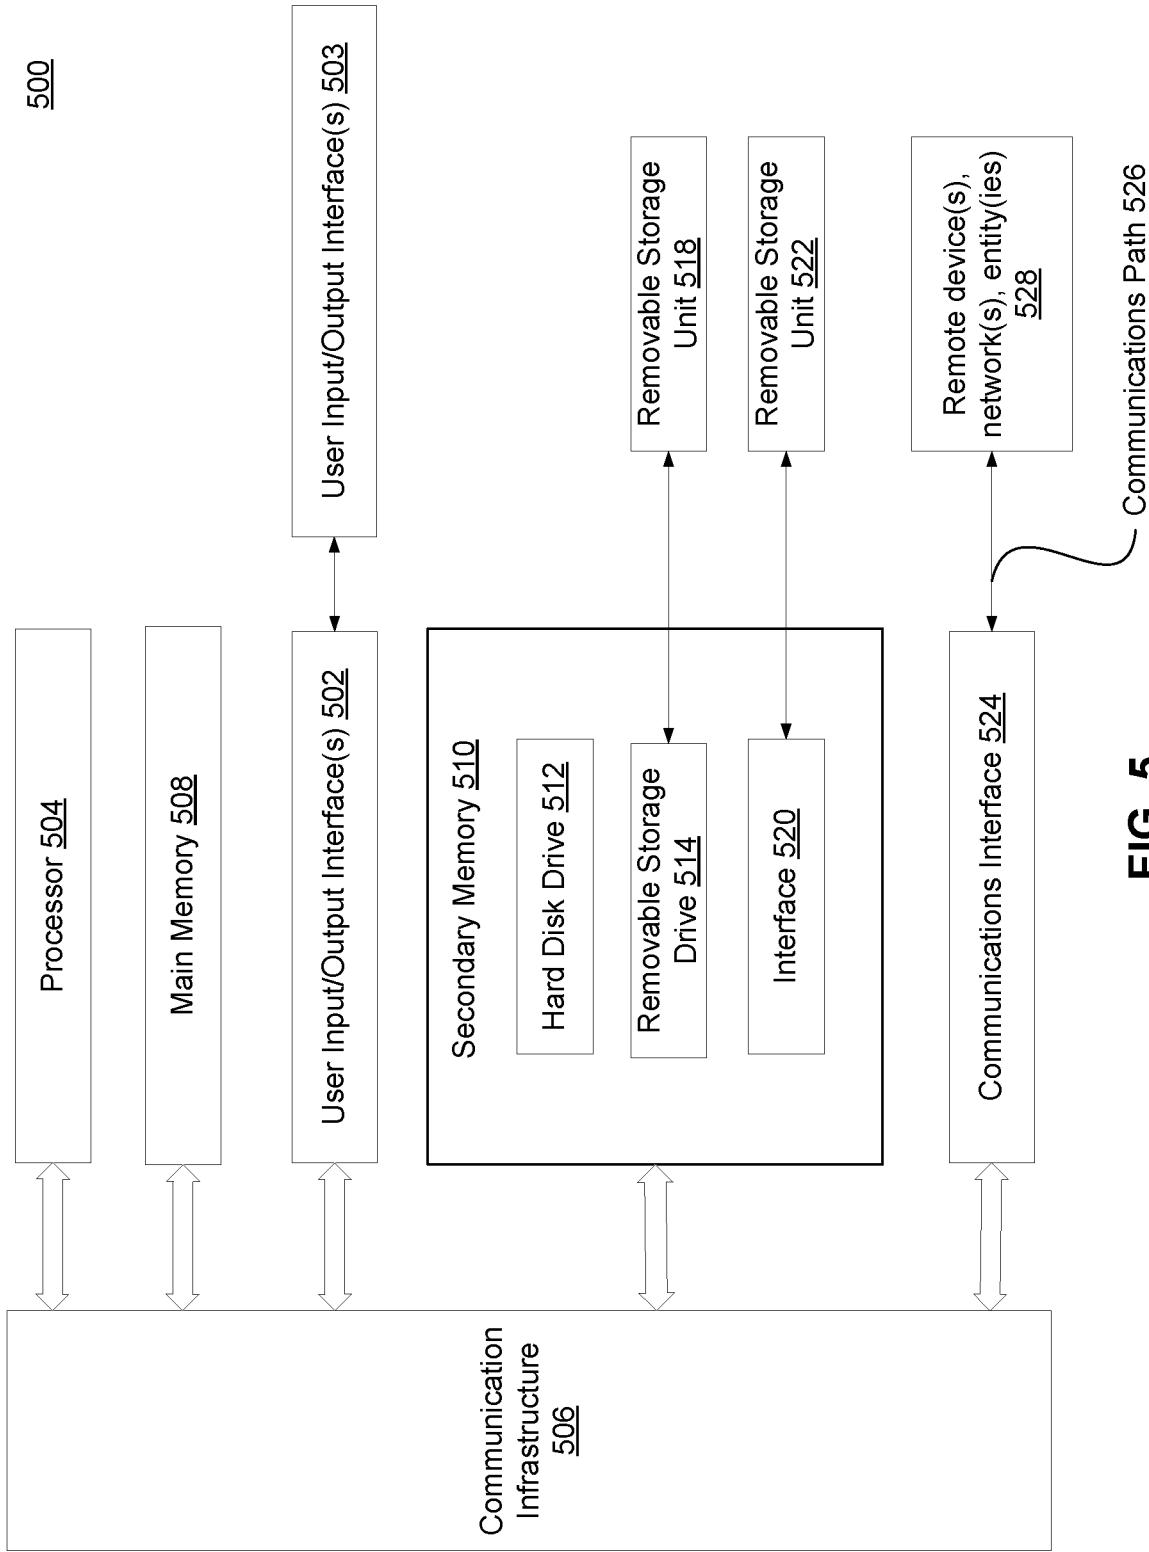 500
Processor 504
Main Memory 508
User Input/Output Interface(s) 502
User Input/Output Interface(s) 503
Communication
Infrastructure
506
Secondary Memory 510
Hard Disk Drive 512
Removable Storage
Drive 514
Removable Storage
Unit 518
Interface 520
Removable Storage
Unit 522
Communications Interface 524
Remote device(s),
network(s), entity(ies)
528
Communications Path 526
FIG. 5